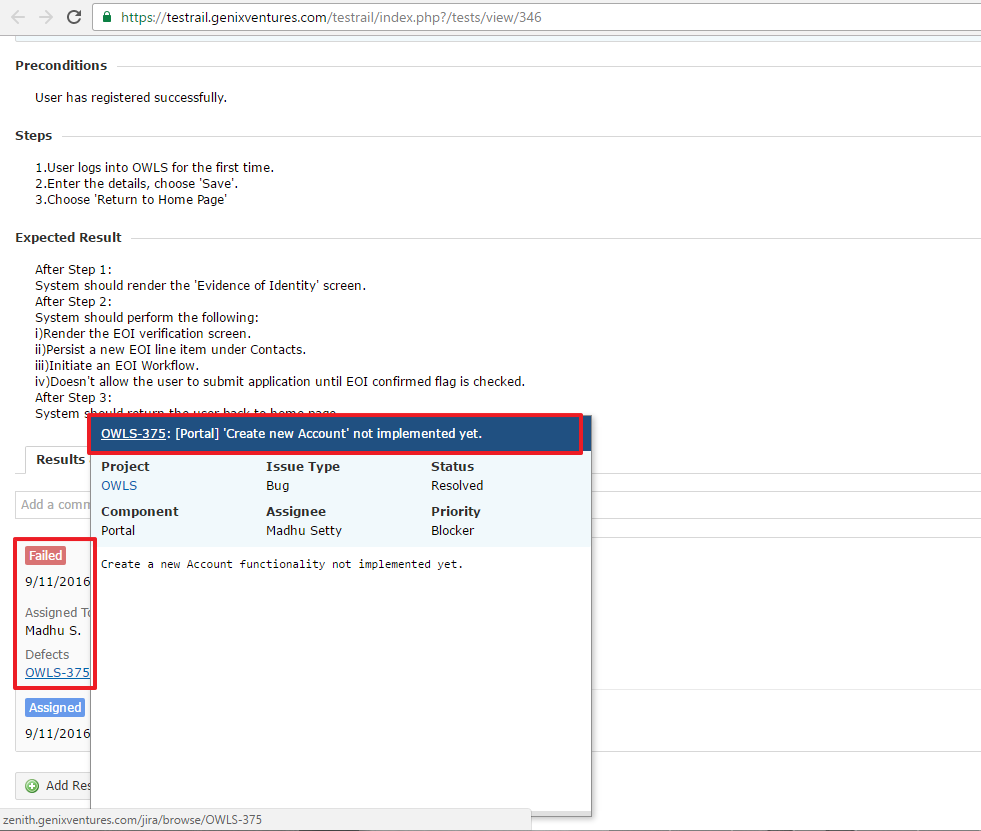 https://testrail.genixventures.com/testrail/index.php?/tests/view/346
Preconditions
User has registered successfully.
Steps
1.User logs into OWLS for the first time.
2.Enter the details, choose 'Save'.
3.Choose 'Return to Home Page'
Expected Result
After Step 1:
System should render the 'Evidence of Identity' screen.
After Step 2:
System should perform the following:
i)Render the EOI verification screen.
ii)Persist a new EOI line item under Contacts.
iii)Initiate an EOI Workflow.
iv)Doesn't allow the user to submit application until EOI confirmed flag is checked.
After Step 3:
System should return the user back to home page
OWLS-375: [Portal] 'Create new Account' not implemented yet.
Results
Project Issue Type Status
OWLS Bug Resolved
Add a comm
Component Assignee Priority
Portal Madhu Setty Blocker
Failed
Create a new Account functionality not implemented yet.
9/11/2016
Assigned To
Madhu S.
Defects
OWLS-375
Assigned
9/11/2016
Add Res
zenith.genixventures.com/jira/browse/OWLS-375